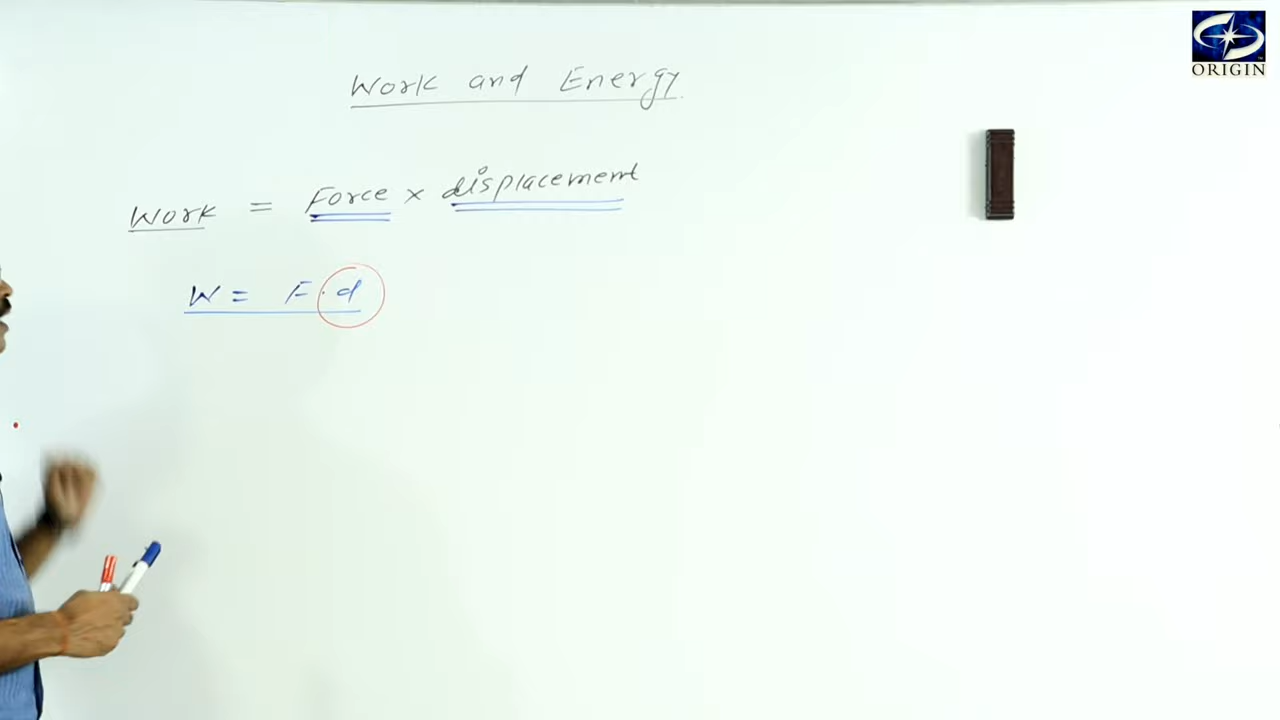 Work and Energy
Work = Force × displacement
W = F · d
ORIGIN